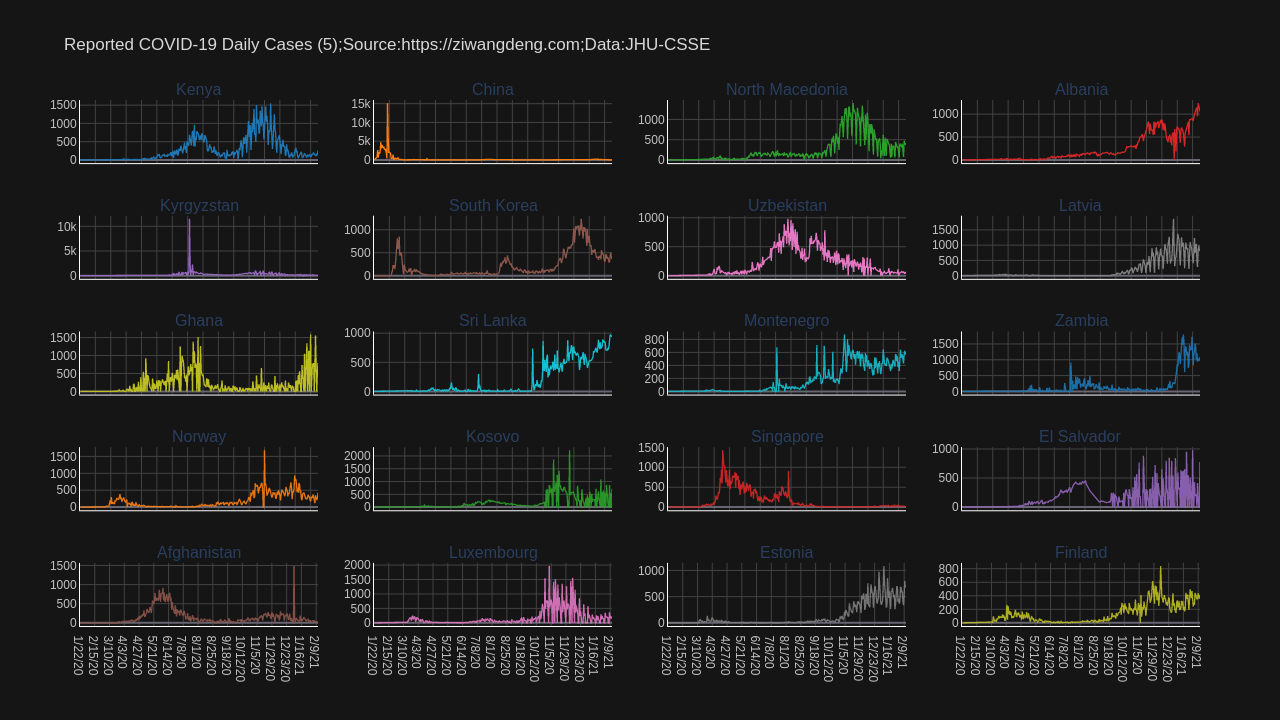 Reported COVID-19 Daily Cases (5);Source:https://ziwangdeng.com;Data:JHU-CSSE
Kenya China North Macedonia Albania
1500 1000 500 0
15k 10k 5k 0
1000 500 0
1000 500 0
Kyrgyzstan South Korea Uzbekistan Latvia
10k 5k 0
1000 500 0
1000 500 0
1500 1000 500 0
Ghana Sri Lanka Montenegro Zambia
1500 1000 500 0
1000 500 0
800 600 400 200 0
1500 1000 500 0
Norway Kosovo Singapore El Salvador
1500 1000 500 0
2000 1500 1000 500 0
1500 1000 500 0
1000 500 0
Afghanistan Luxembourg Estonia Finland
1500 1000 500 0
2000 1500 1000 500 0
1000 500 0
800 600 400 200 0
1/22/20 2/15/20 3/10/20 4/3/20 4/27/20 5/21/20 6/14/20 7/8/20 8/1/20 8/25/20 9/18/20 10/12/20 11/5/20 11/29/20 12/23/20 1/16/21 2/9/21
1/22/20 2/15/20 3/10/20 4/3/20 4/27/20 5/21/20 6/14/20 7/8/20 8/1/20 8/25/20 9/18/20 10/12/20 11/5/20 11/29/20 12/23/20 1/16/21 2/9/21
1/22/20 2/15/20 3/10/20 4/3/20 4/27/20 5/21/20 6/14/20 7/8/20 8/1/20 8/25/20 9/18/20 10/12/20 11/5/20 11/29/20 12/23/20 1/16/21 2/9/21
1/22/20 2/15/20 3/10/20 4/3/20 4/27/20 5/21/20 6/14/20 7/8/20 8/1/20 8/25/20 9/18/20 10/12/20 11/5/20 11/29/20 12/23/20 1/16/21 2/9/21